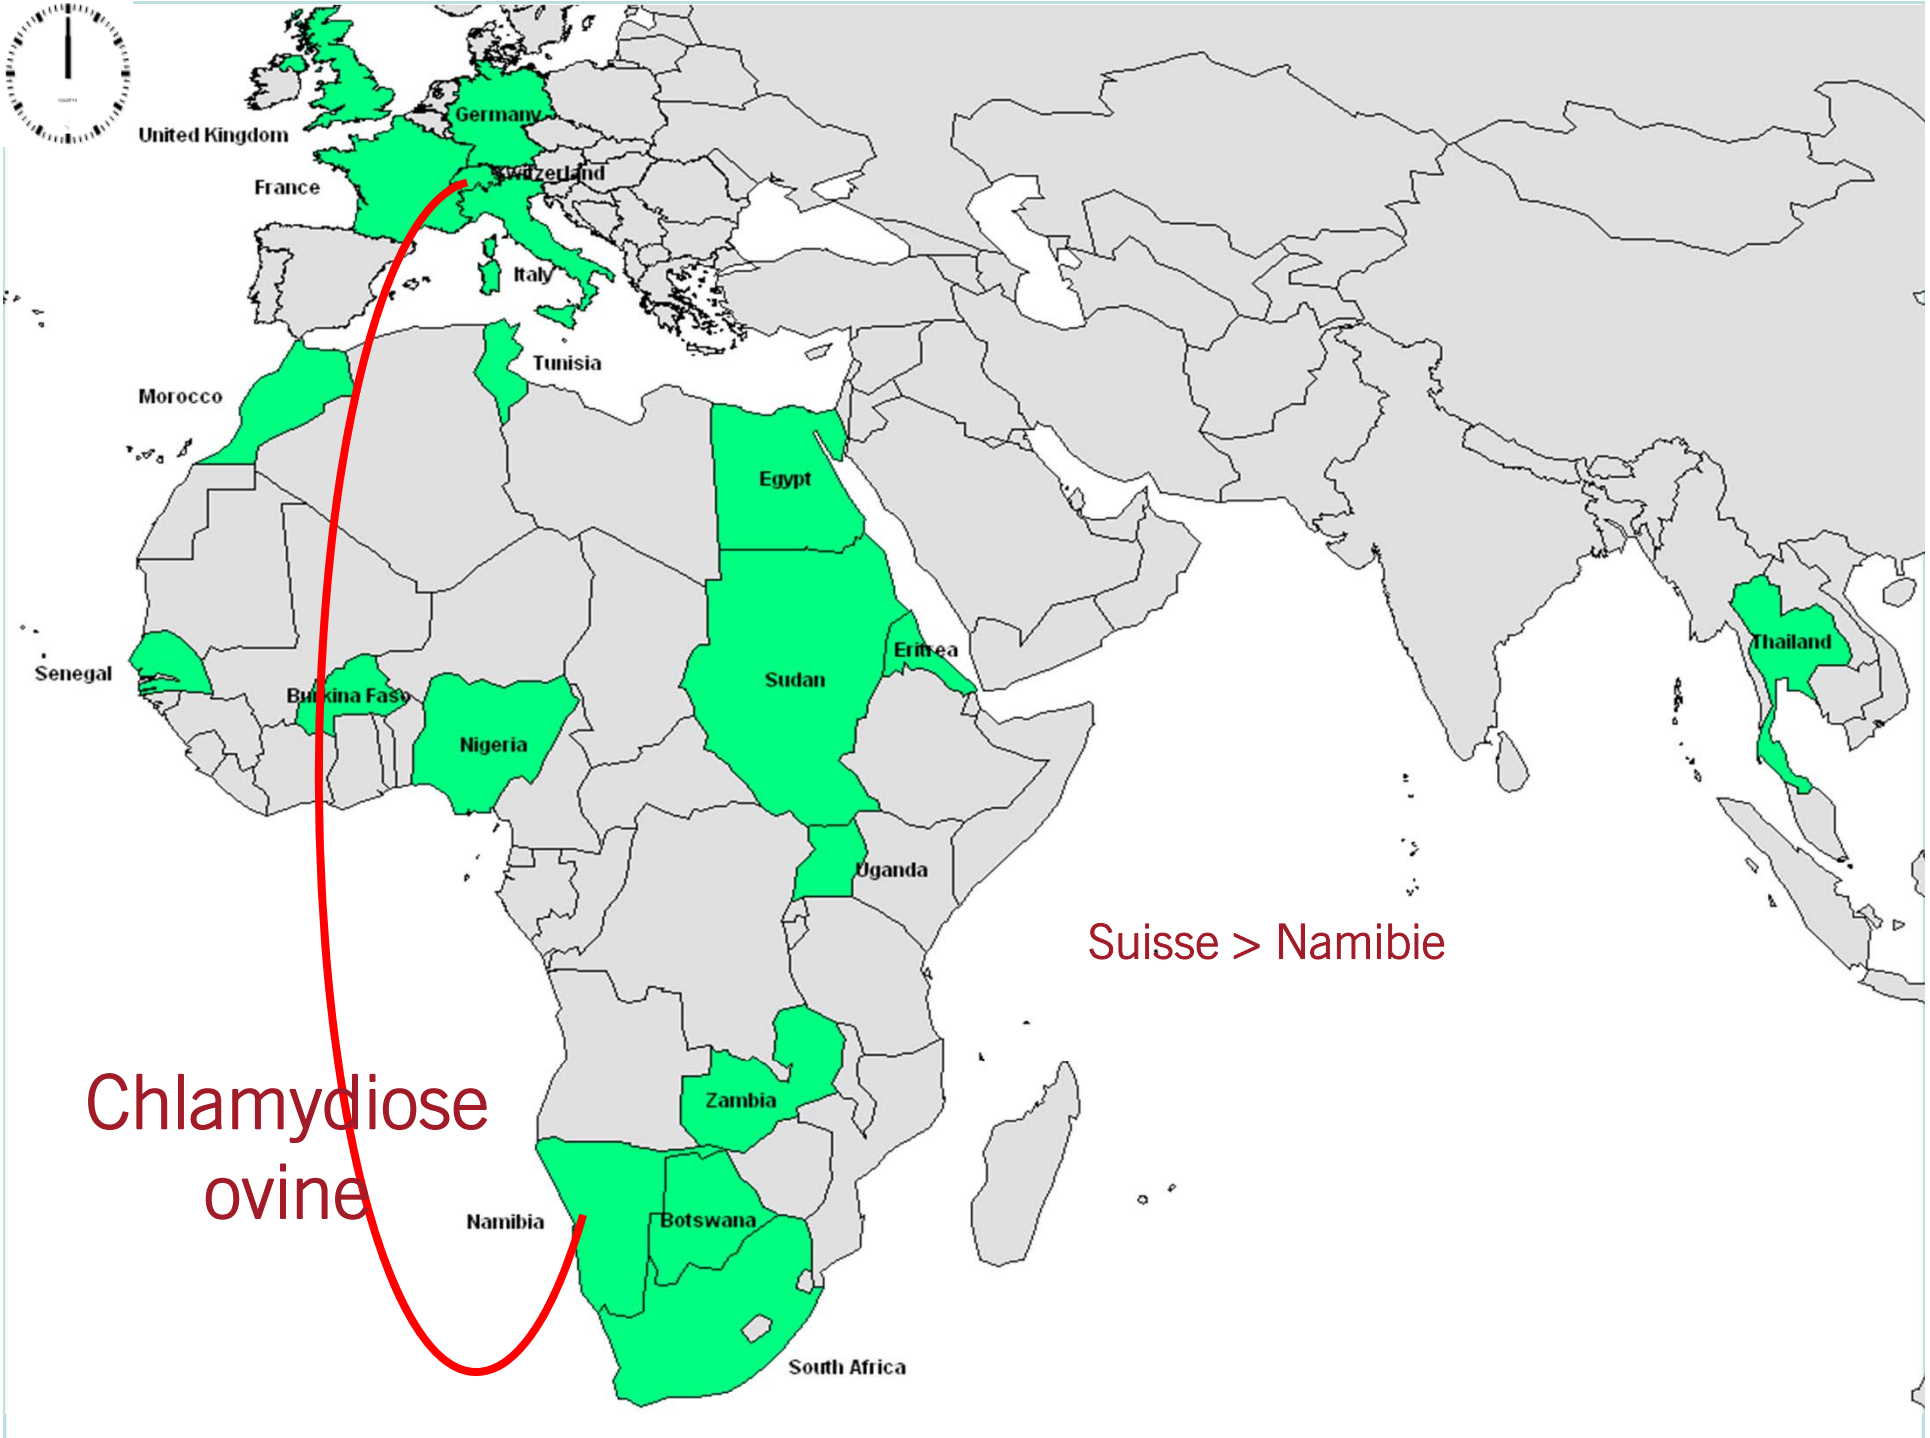 Germany
United Kingdom
Switzerland
France
Italy
Tunisia
Morocco
Egypt
Thailand
Eritrea
Senegal
Sudan
Burkina Faso
Nigeria
Uganda
Suisse > Namibie
Zambia
Chlamydiose
ovine
Namibia
Botswana
South Africa